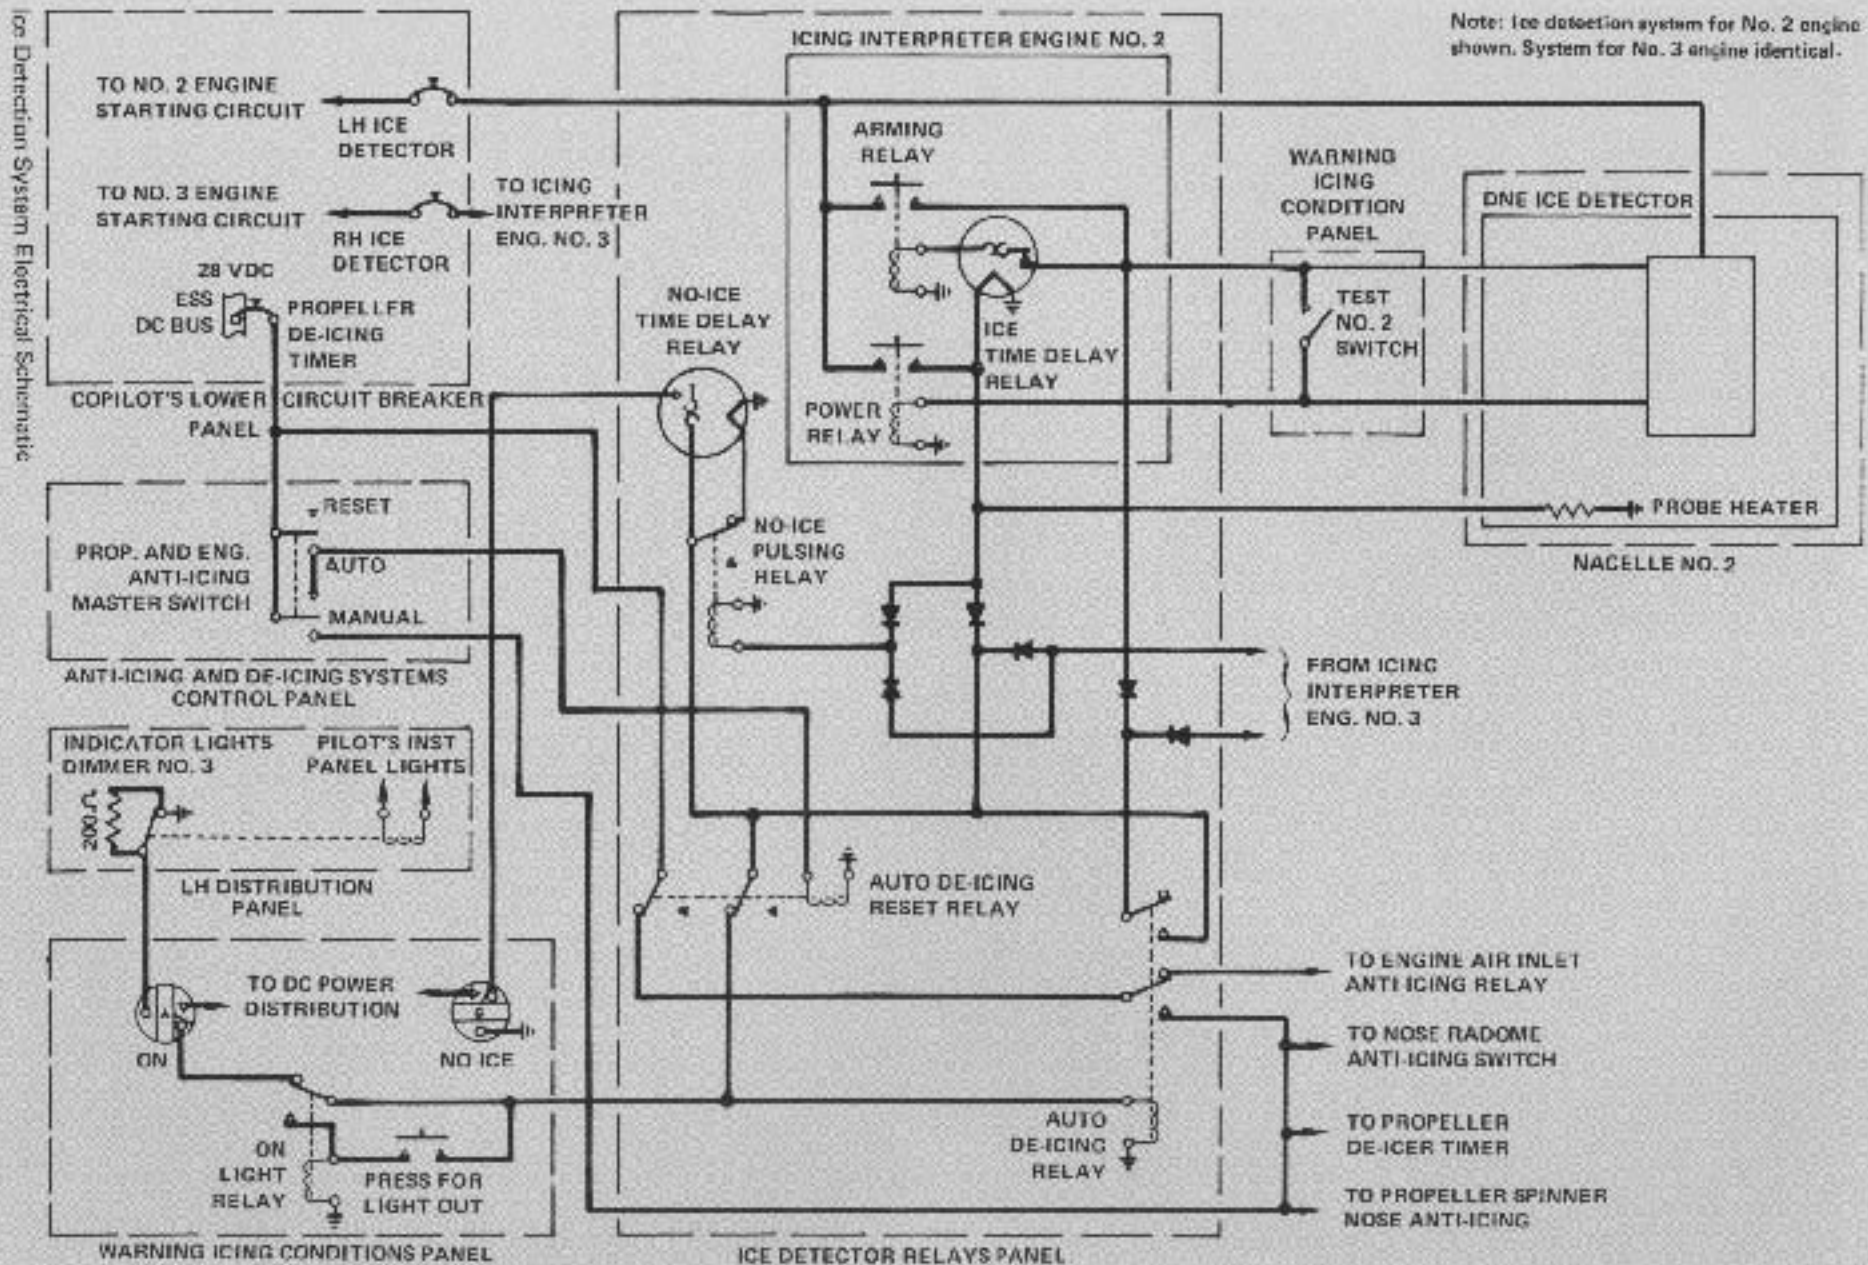 Ice Detection System Electrical Schematic
Note: Ice detection system for No. 2 engine
shown. System for No. 3 engine identical.
ICING INTERPRETER ENGINE NO. 2
TO NO. 2 ENGINE
STARTING CIRCUIT
LH ICE
DETECTOR
TO NO. 3 ENGINE
STARTING CIRCUIT
RH ICE
DETECTOR
TO ICING
INTERPRETER
ENG. NO. 3
28 VDC
ESS
DC BUS
PROPELLER
DE-ICING
TIMER
COPILOT'S LOWER CIRCUIT BREAKER
PANEL
ARMING
RELAY
NO-ICE
TIME DELAY
RELAY
ICE
TIME DELAY
RELAY
POWER
RELAY
WARNING
ICING
CONDITION
PANEL
TEST
NO. 2
SWITCH
ONE ICE DETECTOR
PROBE HEATER
NACELLE NO. 2
RESET
PROP. AND ENG.
ANTI-ICING
MASTER SWITCH
AUTO
MANUAL
ANTI-ICING AND DE-ICING SYSTEMS
CONTROL PANEL
NO-ICE
PULSING
RELAY
FROM ICING
INTERPRETER
ENG. NO. 3
INDICATOR LIGHTS
DIMMER NO. 3
PILOT'S INST
PANEL LIGHTS
200Ω
LH DISTRIBUTION
PANEL
AUTO DE-ICING
RESET RELAY
TO DC POWER
DISTRIBUTION
A
G
ON
NO ICE
ON
LIGHT
RELAY
PRESS FOR
LIGHT OUT
WARNING ICING CONDITIONS PANEL
AUTO
DE-ICING
RELAY
ICE DETECTOR RELAYS PANEL
TO ENGINE AIR INLET
ANTI-ICING RELAY
TO NOSE RADOME
ANTI-ICING SWITCH
TO PROPELLER
DE-ICER TIMER
TO PROPELLER SPINNER
NOSE ANTI-ICING